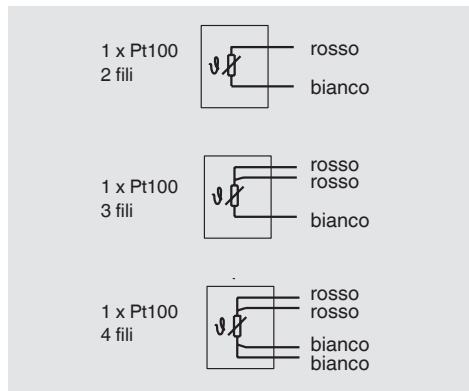 1 x Pt100
2 fili
rosso
bianco
1 x Pt100
3 fili
rosso
rosso
bianco
1 x Pt100
4 fili
rosso
rosso
bianco
bianco